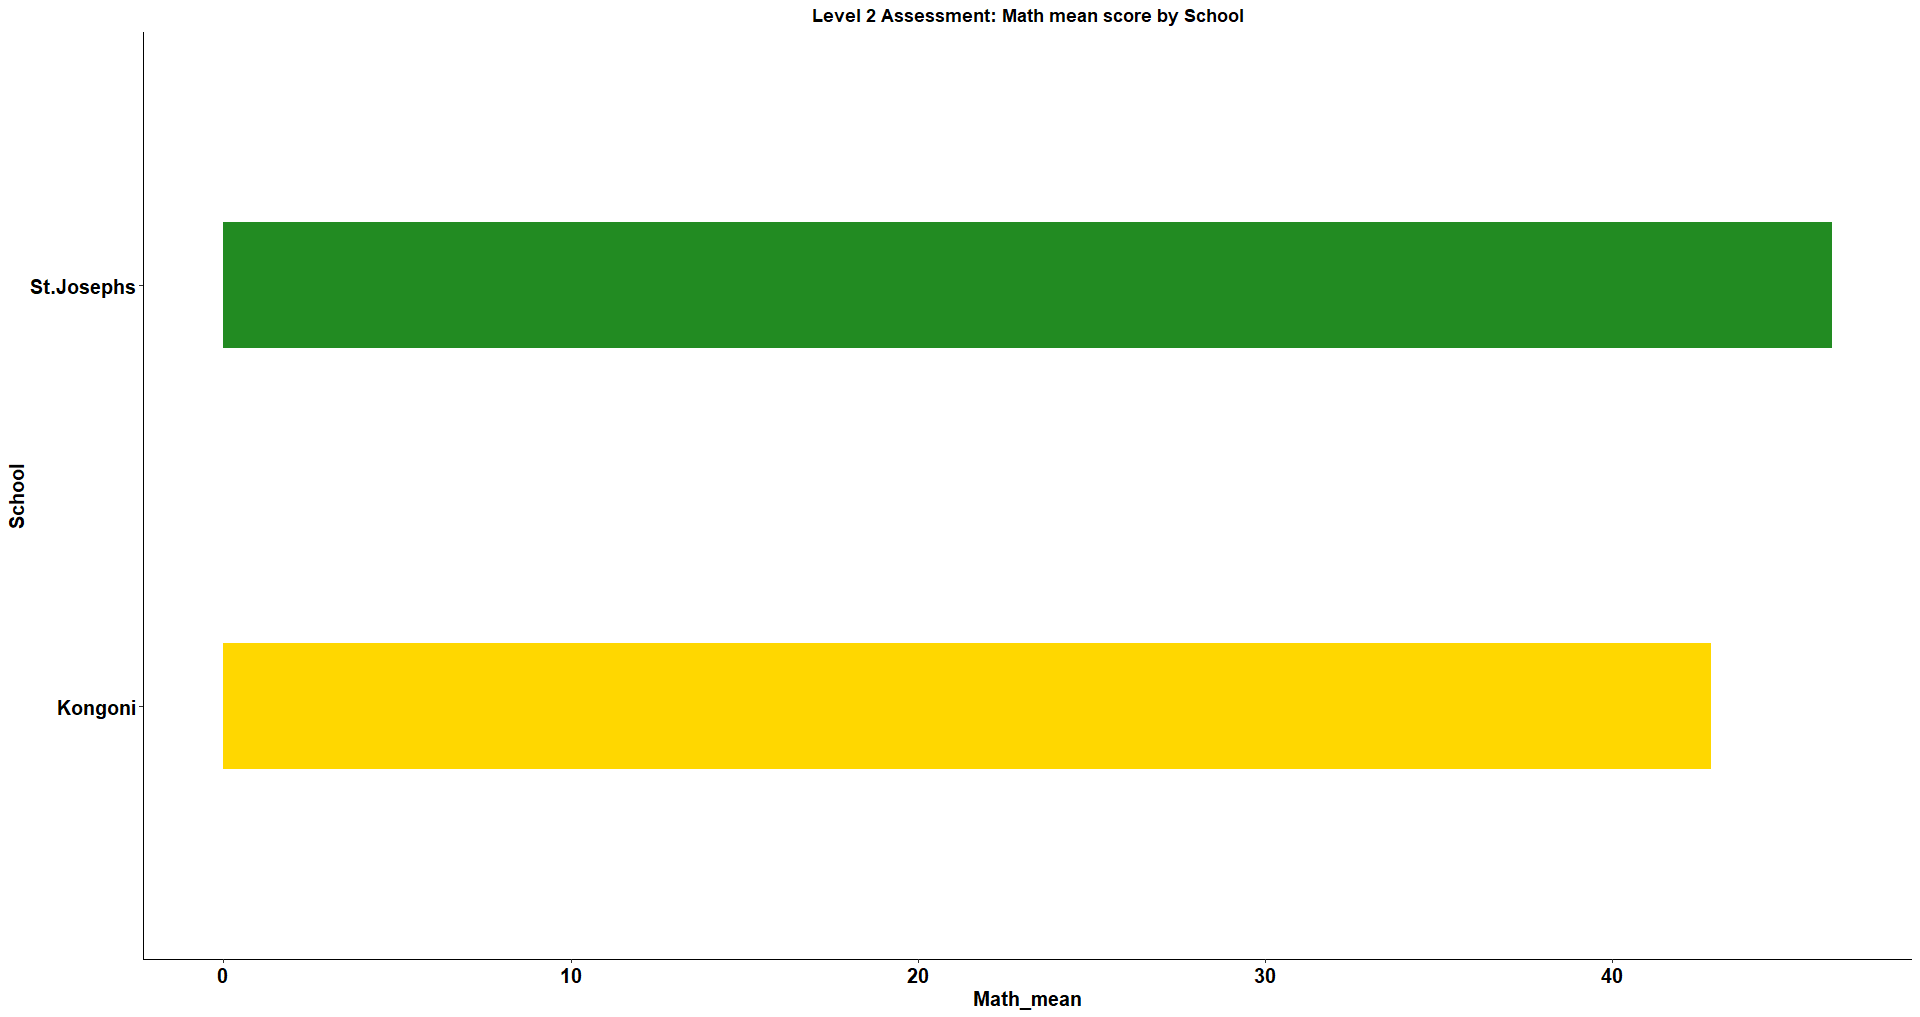 Level 2 Assessment: Math mean score by School
St.Josephs
School
Kongoni
0 10 20 30 40
Math_mean